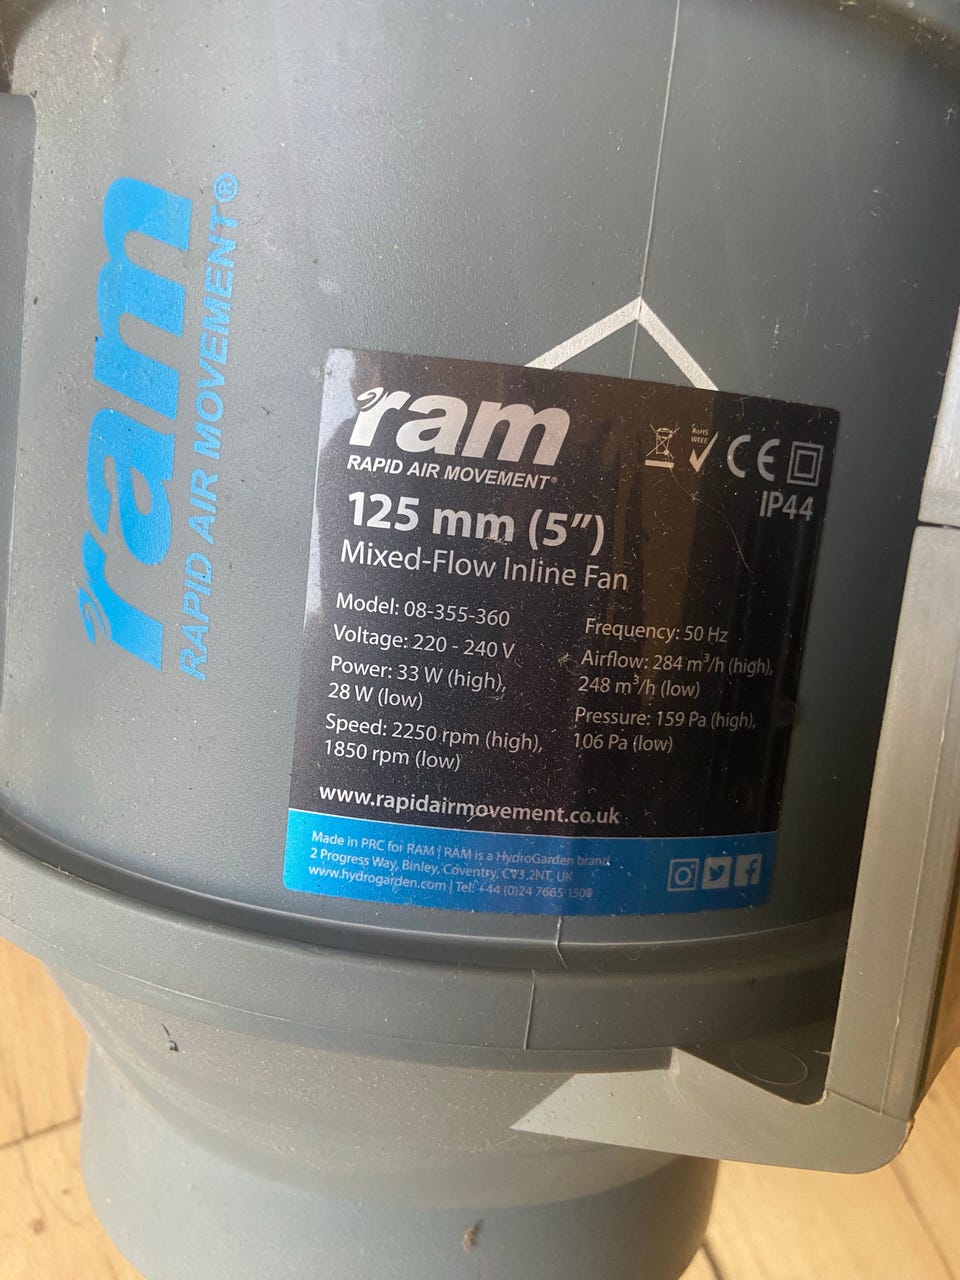 ram
RAPID AIR MOVEMENT®
ram
RAPID AIR MOVEMENT®
RoHS
WEEE
CE
IP44
125 mm (5")
Mixed-Flow Inline Fan
Model: 08-355-360
Voltage: 220 - 240 V
Power: 33 W (high),
28 W (low)
Speed: 2250 rpm (high),
1850 rpm (low)
Frequency: 50 Hz
Airflow: 284 m³/h (high),
248 m³/h (low)
Pressure: 159 Pa (high),
106 Pa (low)
www.rapidairmovement.co.uk
Made in PRC for RAM | RAM is a HydroGarden brand
2 Progress Way, Binley, Coventry, CV3 2NT, UK
www.hydrogarden.com | Tel: +44 (0)24 7665 1500